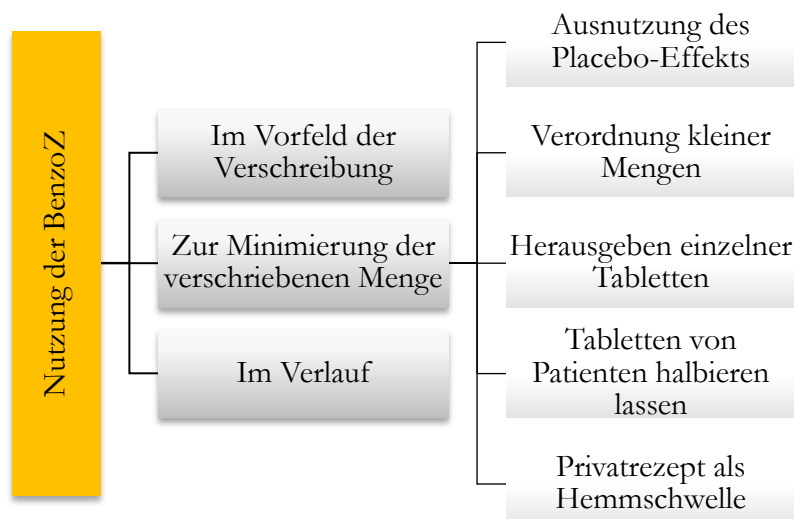 Nutzung der BenzoZ
Im Vorfeld der
Verschreibung
Zur Minimierung der
verschriebenen Menge
Im Verlauf
Ausnutzung des
Placebo-Effekts
Verordnung kleiner
Mengen
Herausgeben einzelner
Tabletten
Tabletten von
Patienten halbieren
lassen
Privatrezept als
Hemmschwelle